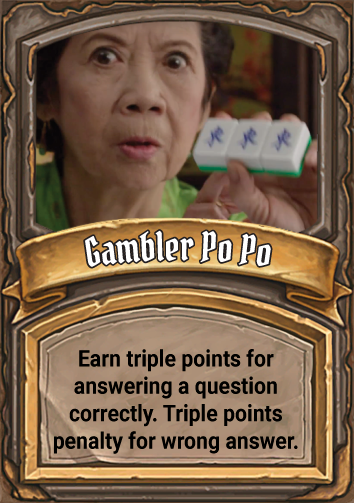 Gambler Po Po
Earn triple points for
answering a question
correctly. Triple points
penalty for wrong answer.